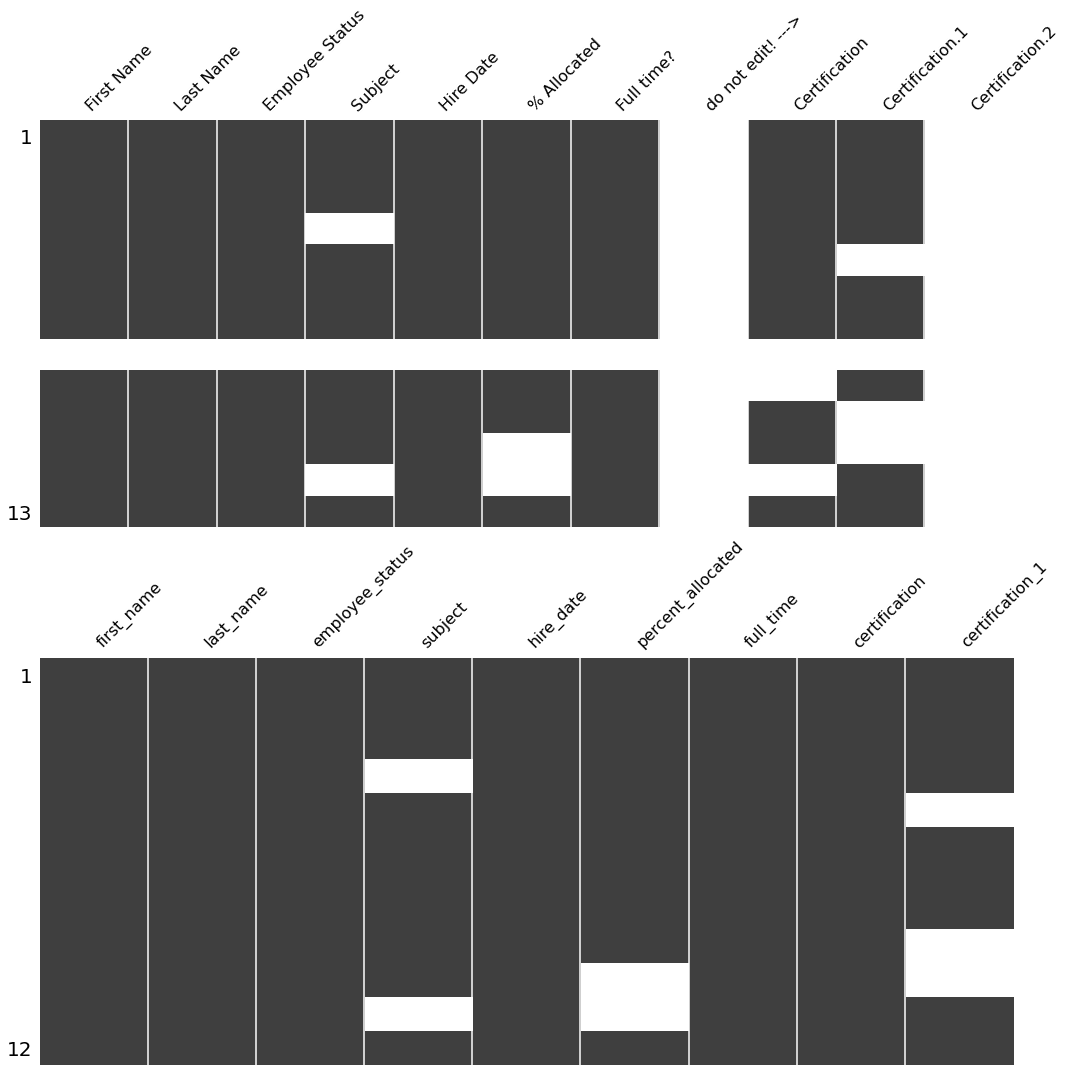 First Name
Last Name
Employee Status
Subject
Hire Date
% Allocated
Full time?
do not edit! --->
Certification
Certification.1
Certification.2
1
13
first_name
last_name
employee_status
subject
hire_date
percent_allocated
full_time
certification
certification_1
1
12